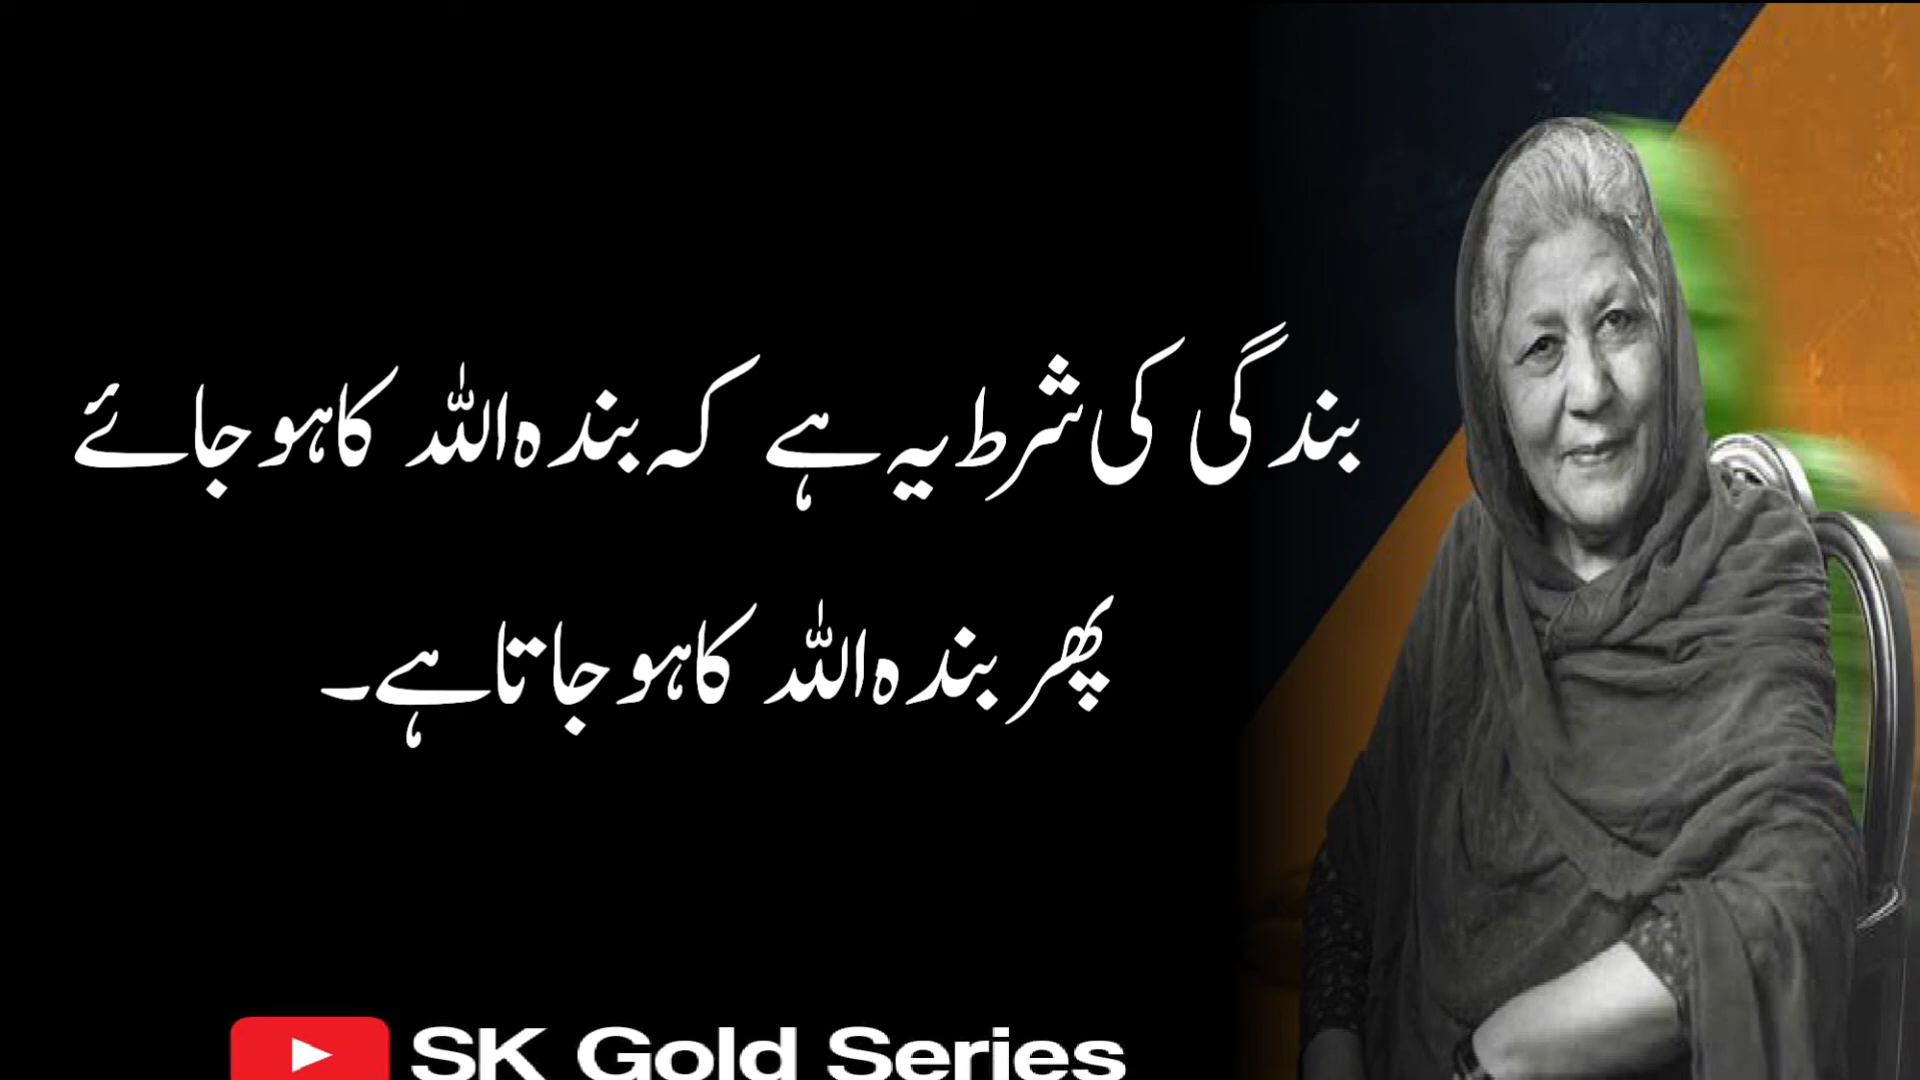 بندگی کی شرط یہ ہے کہ بندہ اللہ کا ہو جائے
پھر بندہ اللہ کا ہو جاتا ہے۔
SK Gold Series